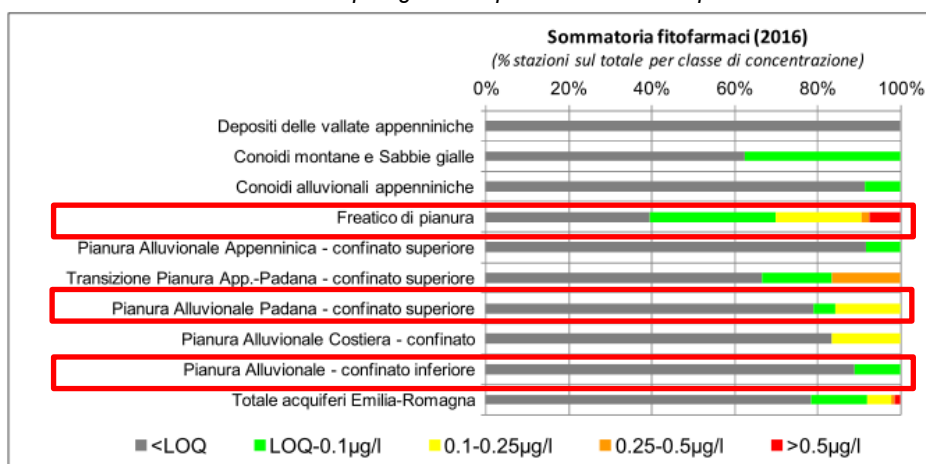 Sommatoria fitofarmaci (2016)
(% stazioni sul totale per classe di concentrazione)
0% 20% 40% 60% 80% 100%
Depositi delle vallate appenniniche
Conoidi montane e Sabbie gialle
Conoidi alluvionali appenniniche
Freatico di pianura
Pianura Alluvionale Appenninica - confinato superiore
Transizione Pianura App.-Padana - confinato superiore
Pianura Alluvionale Padana - confinato superiore
Pianura Alluvionale Costiera - confinato
Pianura Alluvionale - confinato inferiore
Totale acquiferi Emilia-Romagna
<LOQ LOQ-0.1µg/l 0.1-0.25µg/l 0.25-0.5µg/l >0.5µg/l